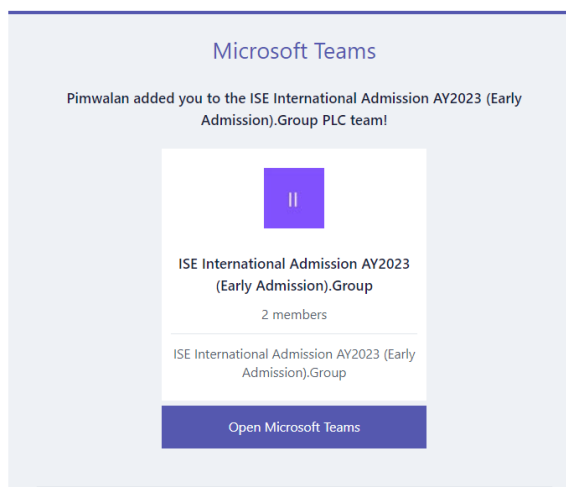 Microsoft Teams
Pimwalan added you to the ISE International Admission AY2023 (Early
Admission).Group PLC team!
II
ISE International Admission AY2023
(Early Admission).Group
2 members
ISE International Admission AY2023 (Early
Admission).Group
Open Microsoft Teams